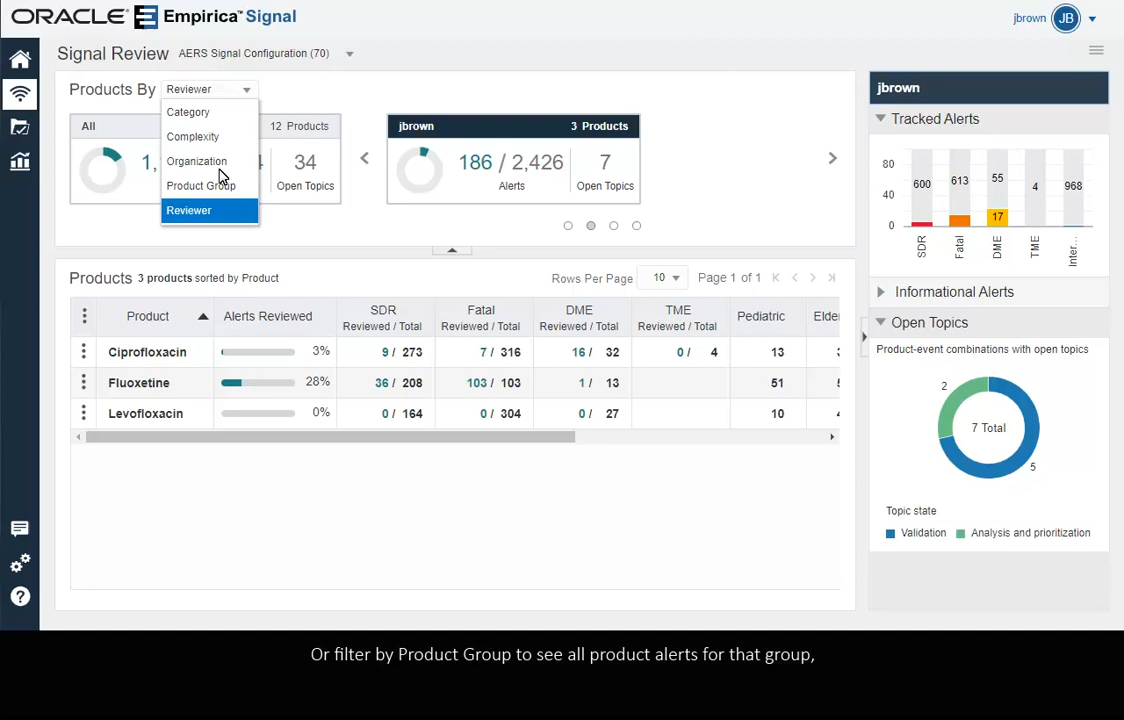 ORACLE Empirica™ Signal
jbrown JB
Signal Review AERS Signal Configuration (70)
Products By Reviewer
Category
Complexity
Organization
Product Group
Reviewer
All 12 Products
1, 4 34
Open Topics
jbrown 3 Products
186 / 2,426 7
Alerts Open Topics
Products 3 products sorted by Product Rows Per Page 10 Page 1 of 1
Product Alerts Reviewed SDR Fatal DME TME Pediatric Elder
Reviewed / Total Reviewed / Total Reviewed / Total Reviewed / Total
Ciprofloxacin 3% 9 / 273 7 / 316 16 / 32 0 / 4 13
Fluoxetine 28% 36 / 208 103 / 103 1 / 13 51
Levofloxacin 0% 0 / 164 0 / 304 0 / 27 10
jbrown
Tracked Alerts
80
40
0
600 613 55 4 968
17
SDR Fatal DME TME Inter...
Informational Alerts
Open Topics
Product-event combinations with open topics
2
7 Total
5
Topic state
Validation Analysis and prioritization
Or filter by Product Group to see all product alerts for that group,